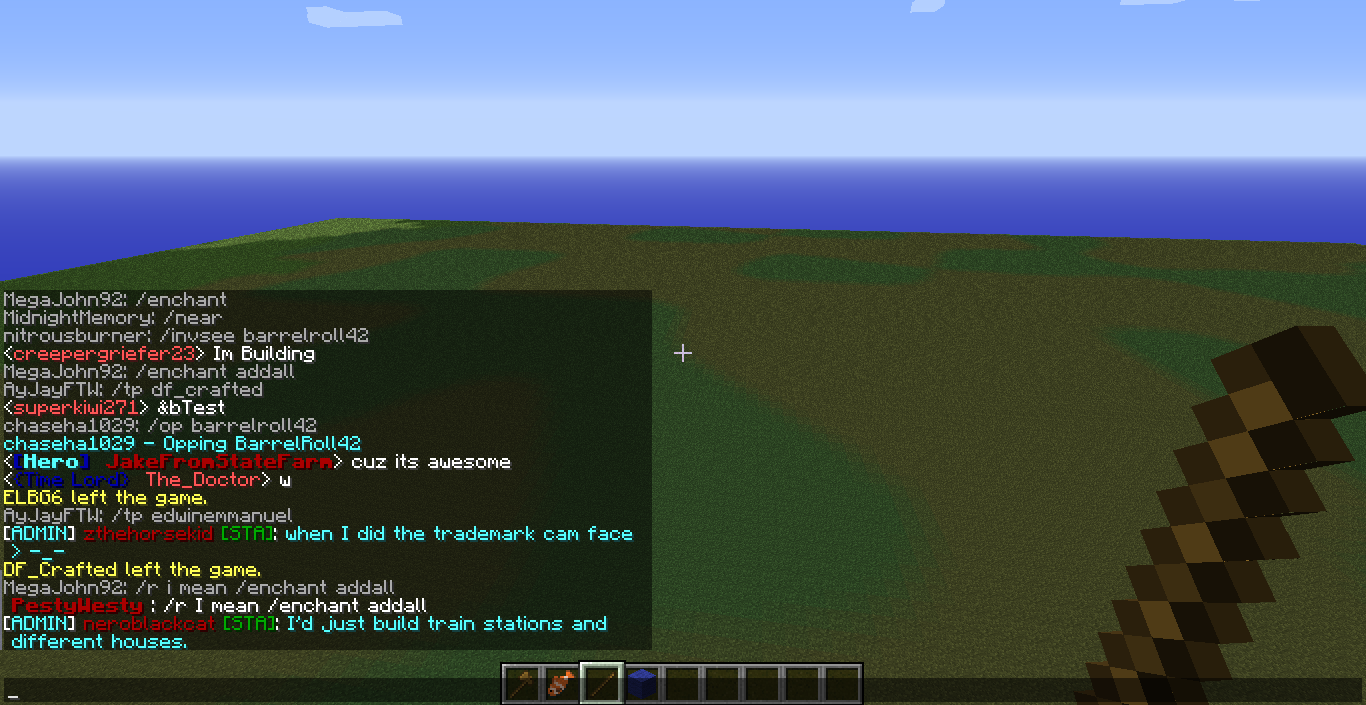 MegaJohn92: /enchant
MidnightMemory: /near
nitrousburner: /invsee barrelroll42
<creepergriefer23> Im Building
MegaJohn92: /enchant addall
AyJayFTW: /tp df_crafted
<superkiwi271> &bTest
chaseha1029: /op barrelroll42
chaseha1029 - Opping BarrelRoll42
<[Hero] JakeFromStateFarm> cuz its awesome
<{Time Lord} The_Doctor> w
ELB06 left the game.
AyJayFTW: /tp edwinemmanuel
[ADMIN] zthehorsekid [STA]: when I did the trademark cam face
> -_-
DF_Crafted left the game.
MegaJohn92: /r i mean /enchant addall
PestyWesty : /r I mean /enchant addall
[ADMIN] neroblackcat [STA]: I'd just build train stations and
different houses.
_